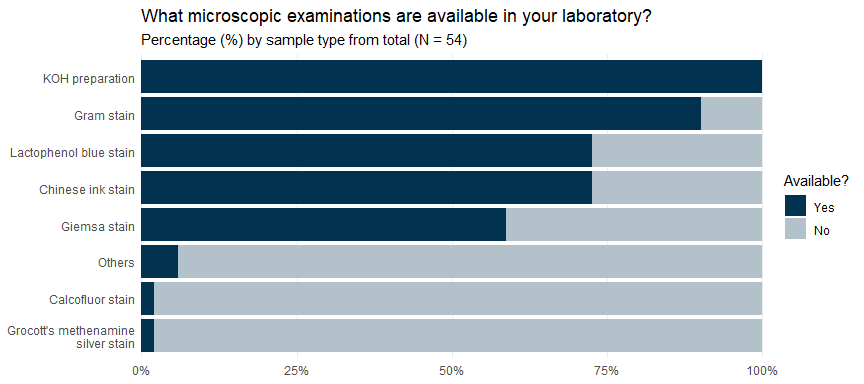 What microscopic examinations are available in your laboratory?
Percentage (%) by sample type from total (N = 54)
KOH preparation
Gram stain
Lactophenol blue stain
Chinese ink stain
Giemsa stain
Others
Calcofluor stain
Grocott's methenamine
silver stain
0%
25%
50%
75%
100%
Available?
Yes
No